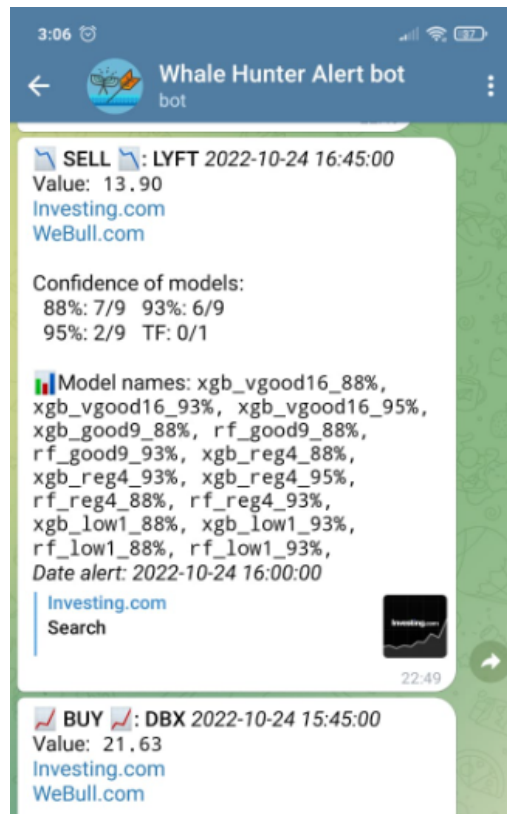 3:06
37
Whale Hunter Alert bot
bot
SELL : LYFT 2022-10-24 16:45:00
Value: 13.90
Investing.com
WeBull.com
Confidence of models:
88%: 7/9 93%: 6/9
95%: 2/9 TF: 0/1
Model names: xgb_vgood16_88%,
xgb_vgood16_93%, xgb_vgood16_95%,
xgb_good9_88%, rf_good9_88%,
rf_good9_93%, xgb_reg4_88%,
xgb_reg4_93%, xgb_reg4_95%,
rf_reg4_88%, rf_reg4_93%,
xgb_low1_88%, xgb_low1_93%,
rf_low1_88%, rf_low1_93%,
Date alert: 2022-10-24 16:00:00
Investing.com
Search
Investing.com
22:49
BUY : DBX 2022-10-24 15:45:00
Value: 21.63
Investing.com
WeBull.com